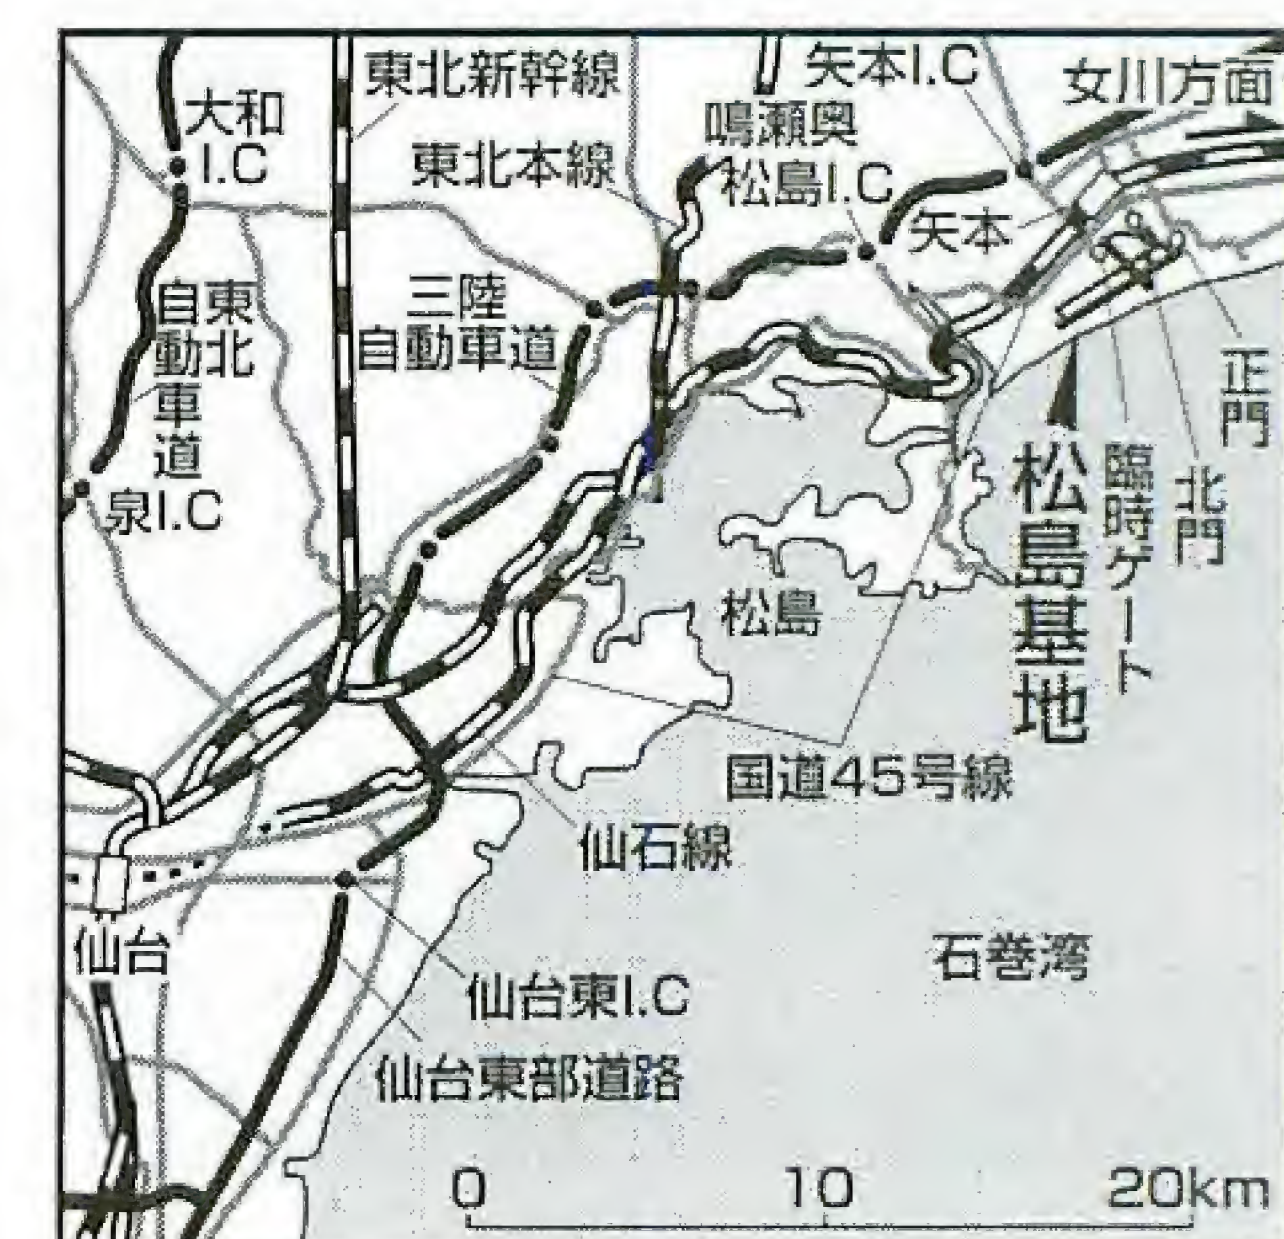 東北新幹線
矢本I.C
女川方面
大和
I.C
鳴瀬奥
松島I.C
東北本線
矢本
東北
自動車道
三陸
自動車道
正門
北門
臨時ゲート
松島基地
泉I.C
松島
国道45号線
仙石線
仙台
石巻湾
仙台東I.C
仙台東部道路
0 10 20km